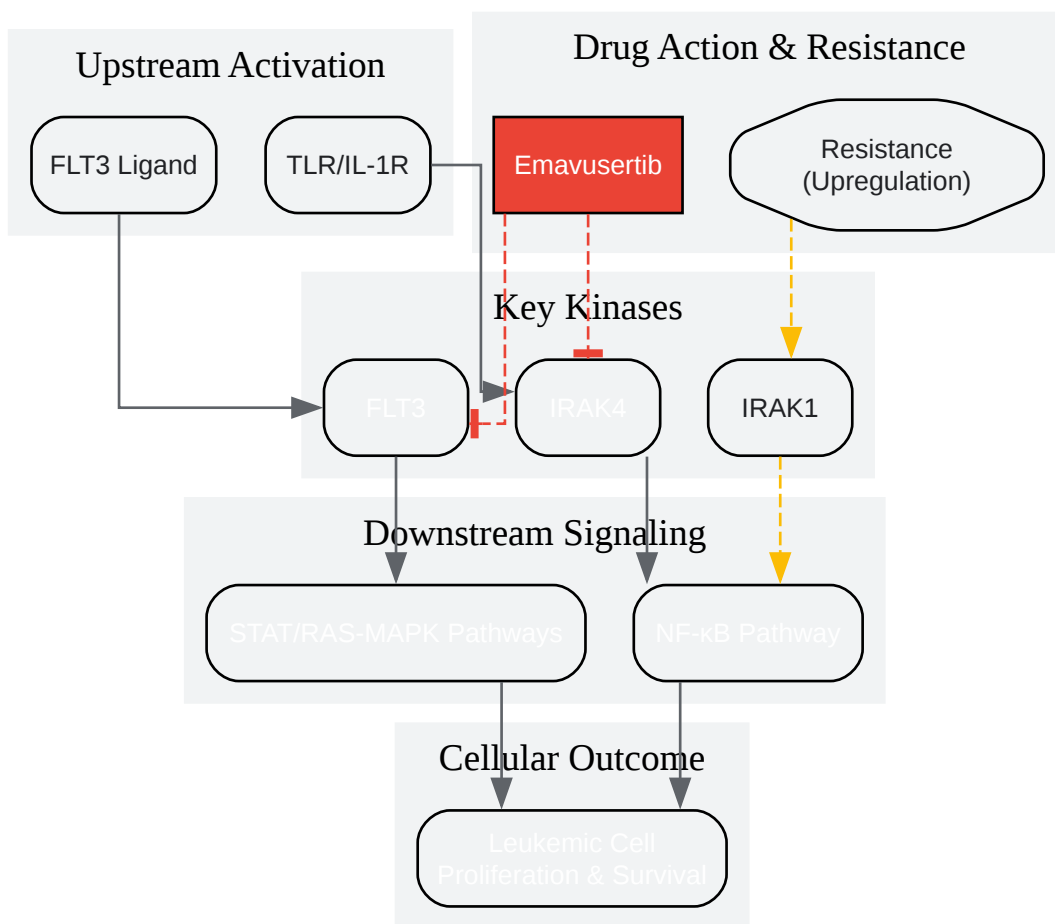 Upstream Activation
Drug Action & Resistance
FLT3 Ligand
TLR/IL-1R
Emavusertib
Resistance
(Upregulation)
Key Kinases
FLT3
IRAK4
IRAK1
Downstream Signaling
STAT/RAS-MAPK Pathways
NF-κB Pathway
Cellular Outcome
Leukemic Cell
Proliferation & Survival